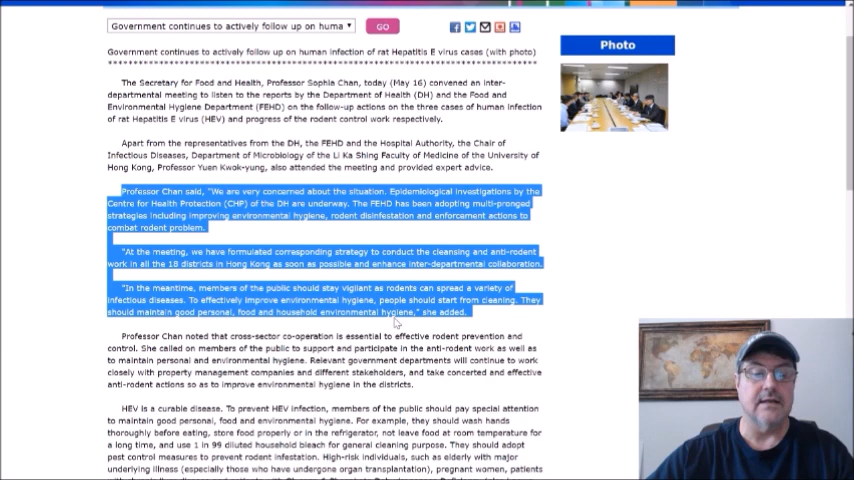 Government continues to actively follow up on huma
GO
Government continues to actively follow up on human infection of rat Hepatitis E virus cases (with photo)
Photo
The Secretary for Food and Health, Professor Sophia Chan, today (May 16) convened an inter-
departmental meeting to listen to the reports by the Department of Health (DH) and the Food and
Environmental Hygiene Department (FEHD) on the follow-up actions on the three cases of human infection
of rat Hepatitis E virus (HEV) and progress of the rodent control work respectively.
Apart from the representatives from the DH, the FEHD and the Hospital Authority, the Chair of
Infectious Diseases, Department of Microbiology of the Li Ka Shing Faculty of Medicine of the University of
Hong Kong, Professor Yuen Kwok-yung, also attended the meeting and provided expert advice.
Professor Chan said, "We are very concerned about the situation. Epidemiological investigations by the
Centre for Health Protection (CHP) of the DH are underway. The FEHD has been adopting multi-pronged
strategies including improving environmental hygiene, rodent disinfestation and enforcement actions to
combat rodent problem.
"At the meeting, we have formulated corresponding strategy to conduct the cleansing and anti-rodent
work in all the 18 districts in Hong Kong as soon as possible and enhance inter-departmental collaboration.
"In the meantime, members of the public should stay vigilant as rodents can spread a variety of
infectious diseases. To effectively improve environmental hygiene, people should start from cleaning. They
should maintain good personal, food and household environmental hygiene," she added.
Professor Chan noted that cross-sector co-operation is essential to effective rodent prevention and
control. She called on members of the public to support and participate in the anti-rodent work as well as
to maintain personal and environmental hygiene. Relevant government departments will continue to work
closely with property management companies and different stakeholders, and take concerted and effective
anti-rodent actions so as to improve environmental hygiene in the districts.
HEV is a curable disease. To prevent HEV infection, members of the public should pay special attention
to maintain good personal, food and environmental hygiene. For example, they should wash hands
thoroughly before eating, store food properly or in the refrigerator, not leave food at room temperature for
a long time, and use 1 in 99 diluted household bleach for general cleaning purpose. They should adopt
pest control measures to prevent rodent infestation. High-risk individuals, such as elderly with major
underlying illness (especially those who have undergone organ transplantation), pregnant women, patients